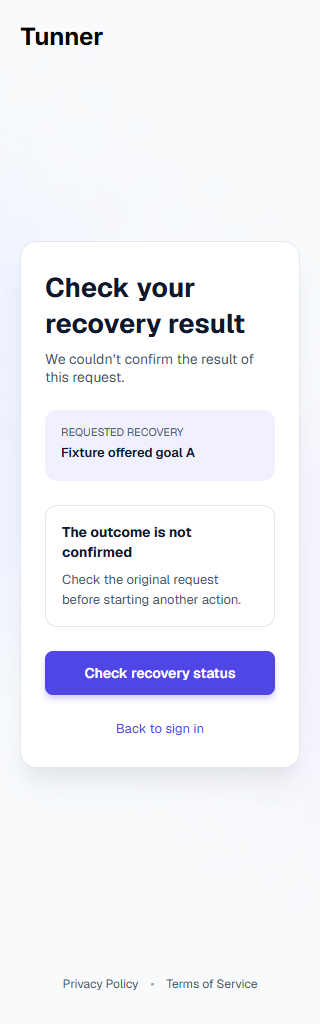 Tunner
Check your
recovery result
We couldn't confirm the result of
this request.
REQUESTED RECOVERY
Fixture offered goal A
The outcome is not
confirmed
Check the original request
before starting another action.
Check recovery status
Back to sign in
Privacy Policy • Terms of Service